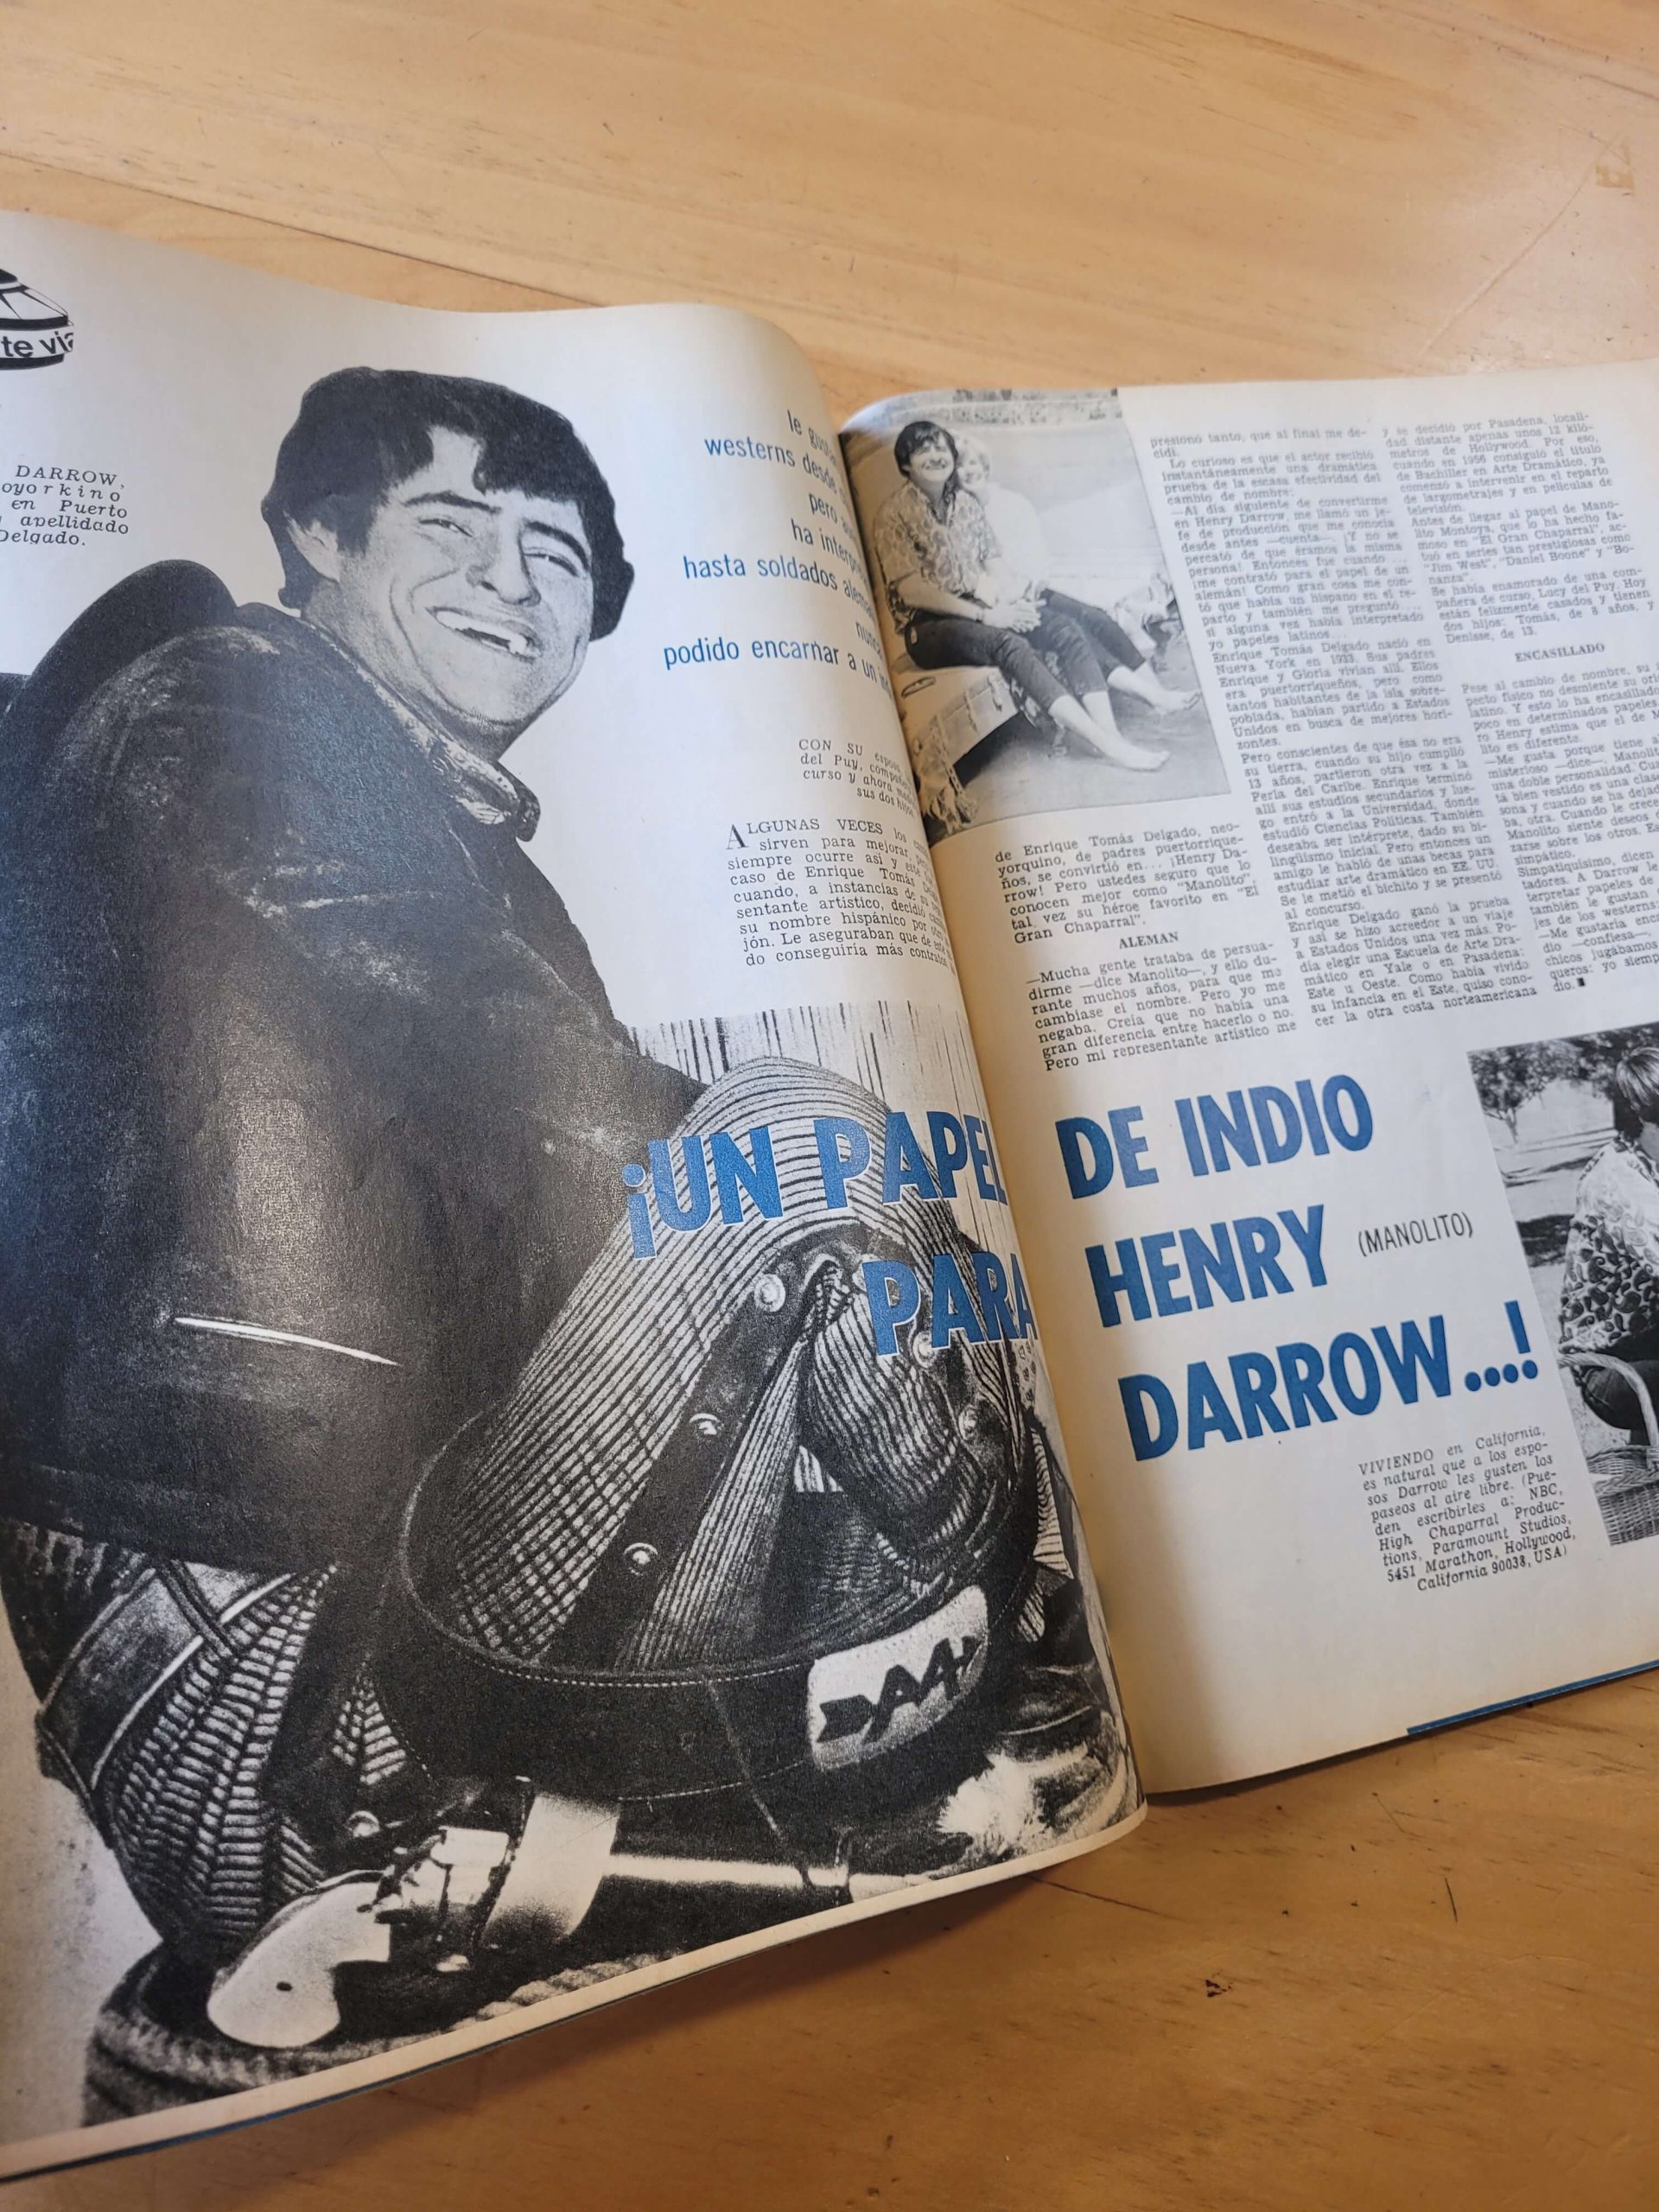 te via
DARROW,
oyorkino
en Puerto
apellidado
Delgado.
westerns desde
pero
ha
hasta soldados
podido encarnar a un
CON SU
del Puy,
curso y ahora
sus dos
ALGUNAS VECES los
sirven para mejorar,
siempre ocurre así y
caso de Enrique Tomás
cuando, a instancias de su
sentante artístico, decidió
su nombre hispánico por
jón. Le aseguraban que de
do conseguiría más contratos
¡UN PAPEL
PARA
de Enrique Tomás Delgado, neo-
yorquino, de padres puertorrique-
ños, se convirtió en... ¡Henry Da-
rrow! Pero ustedes seguro que lo
conocen mejor como "Manolito",
tal vez su héroe favorito en "El
Gran Chaparral".
ALEMAN
—Mucha gente trataba de persua-
dirme —dice Manolito—, y ello du-
rante muchos años, para que me
cambiase el nombre. Pero yo me
negaba. Creía que no había una
gran diferencia entre hacerlo o no.
Pero mi representante artístico me
presionó tanto, que al final me de-
cidí.
Lo curioso es que el actor recibió
instantáneamente una dramática
prueba de la escasa efectividad del
cambio de nombre:
—Al día siguiente de convertirme
en Henry Darrow, me llamó un je-
fe de producción que me conocía
desde antes —cuenta—. ¡Y no se
percató de que éramos la misma
persona! Entonces fue cuando...
¡me contrató para el papel de un
alemán! Como gran cosa me con-
tó que había un hispano en el re-
parto y también me preguntó...
si alguna vez había interpretado
yo papeles latinos...
Enrique Tomás Delgado nació en
Nueva York en 1933. Sus padres
Enrique y Gloria vivían allí. Ellos
era puertorriqueños, pero como
tantos habitantes de la isla sobre-
poblada, habían partido a Estados
Unidos en busca de mejores hori-
zontes.
Pero conscientes de que ésa no era
su tierra, cuando su hijo cumplió
13 años, partieron otra vez a la
Perla del Caribe. Enrique terminó
allí sus estudios secundarios y lue-
go entró a la Universidad, donde
estudió Ciencias Políticas. También
deseaba ser intérprete, dado su bi-
lingüismo inicial. Pero entonces un
amigo le habló de unas becas para
estudiar arte dramático en EE. UU.
Se le metió el bichito y se presentó
al concurso.
Enrique Delgado ganó la prueba
y así se hizo acreedor a un viaje
a Estados Unidos una vez más. Po-
día elegir una Escuela de Arte Dra-
mático en Yale o en Pasadena:
Este u Oeste. Como había vivido
su infancia en el Este, quiso cono-
cer la otra costa norteamericana
y se decidió por Pasadena, locali-
dad distante apenas unos 12 kiló-
metros de Hollywood. Por eso,
cuando en 1956 consiguió el título
de Bachiller en Arte Dramático, ya
comenzó a intervenir en el reparto
de largometrajes y en películas de
televisión.
Antes de llegar al papel de Mano-
lito Montoya, que lo ha hecho fa-
moso en "El Gran Chaparral", ac-
tuó en series tan prestigiosas como
"Jim West", "Daniel Boone" y "Bo-
nanza".
Se había enamorado de una com-
pañera de curso, Lucy del Puy. Hoy
están felizmente casados y tienen
dos hijos: Tomás, de 8 años, y
Denisse, de 13.
ENCASILLADO
Pese al cambio de nombre, su
pecto físico no desmiente su
latino. Y esto lo ha encasillado
poco en determinados papeles.
ro Henry estima que el de
lito es diferente.
—Me gusta porque tiene
misterioso —dice—. Manolito
una doble personalidad.
tá bien vestido es una
sona y cuando se ha
ba, otra. Cuando le
Manolito siente deseos
zarse sobre los otros.
simpático.
Simpatiquísimo, dicen
tadores. A Darrow le
terpretar papeles de
también le gustan
jes de los westerns:
—Me gustaría
dio —confiesa—.
chicos jugábamos
queros: yo
dio.
DE INDIO
HENRY (MANOLITO)
DARROW....!
VIVIENDO en California,
es natural que a los espo-
sos Darrow les gusten los
paseos al aire libre. (Pue-
den escribirles a: NBC,
High Chaparral Produc-
tions, Paramount Studios,
5451 Marathon, Hollywood,
California 90038, USA)